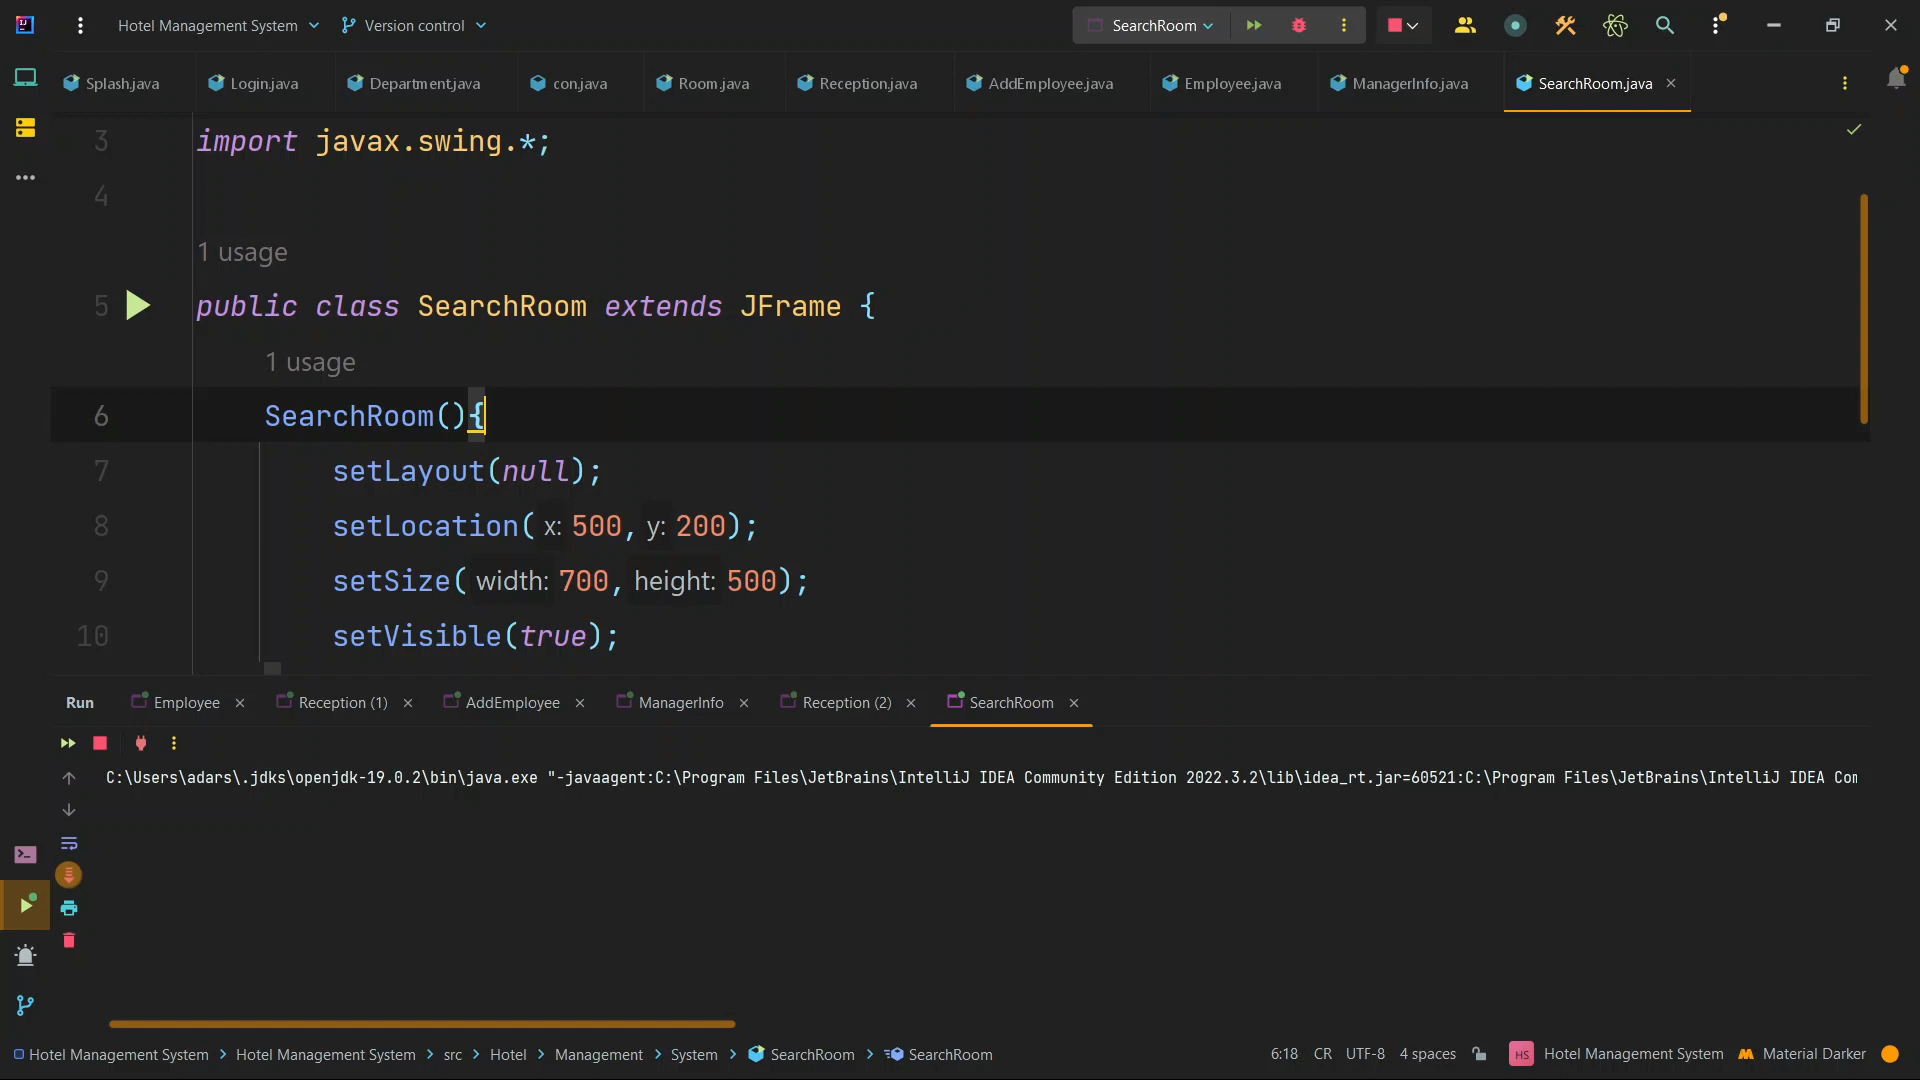 Hotel Management System
Version control
SearchRoom
Splash.java
Login.java
Department.java
con.java
Room.java
Reception.java
AddEmployee.java
Employee.java
ManagerInfo.java
SearchRoom.java
3 import javax.swing.*;
4
1 usage
5 public class SearchRoom extends JFrame {
1 usage
6 SearchRoom(){
7 setLayout(null);
8 setLocation( x: 500, y: 200);
9 setSize( width: 700, height: 500);
10 setVisible(true);
Run
Employee
Reception (1)
AddEmployee
ManagerInfo
Reception (2)
SearchRoom
C:\Users\adars\.jdks\openjdk-19.0.2\bin\java.exe "-javaagent:C:\Program Files\JetBrains\IntelliJ IDEA Community Edition 2022.3.2\lib\idea_rt.jar=60521:C:\Program Files\JetBrains\IntelliJ IDEA Com
Hotel Management System > Hotel Management System > src > Hotel > Management > System > SearchRoom > SearchRoom
6:18 CR UTF-8 4 spaces HS Hotel Management System Material Darker